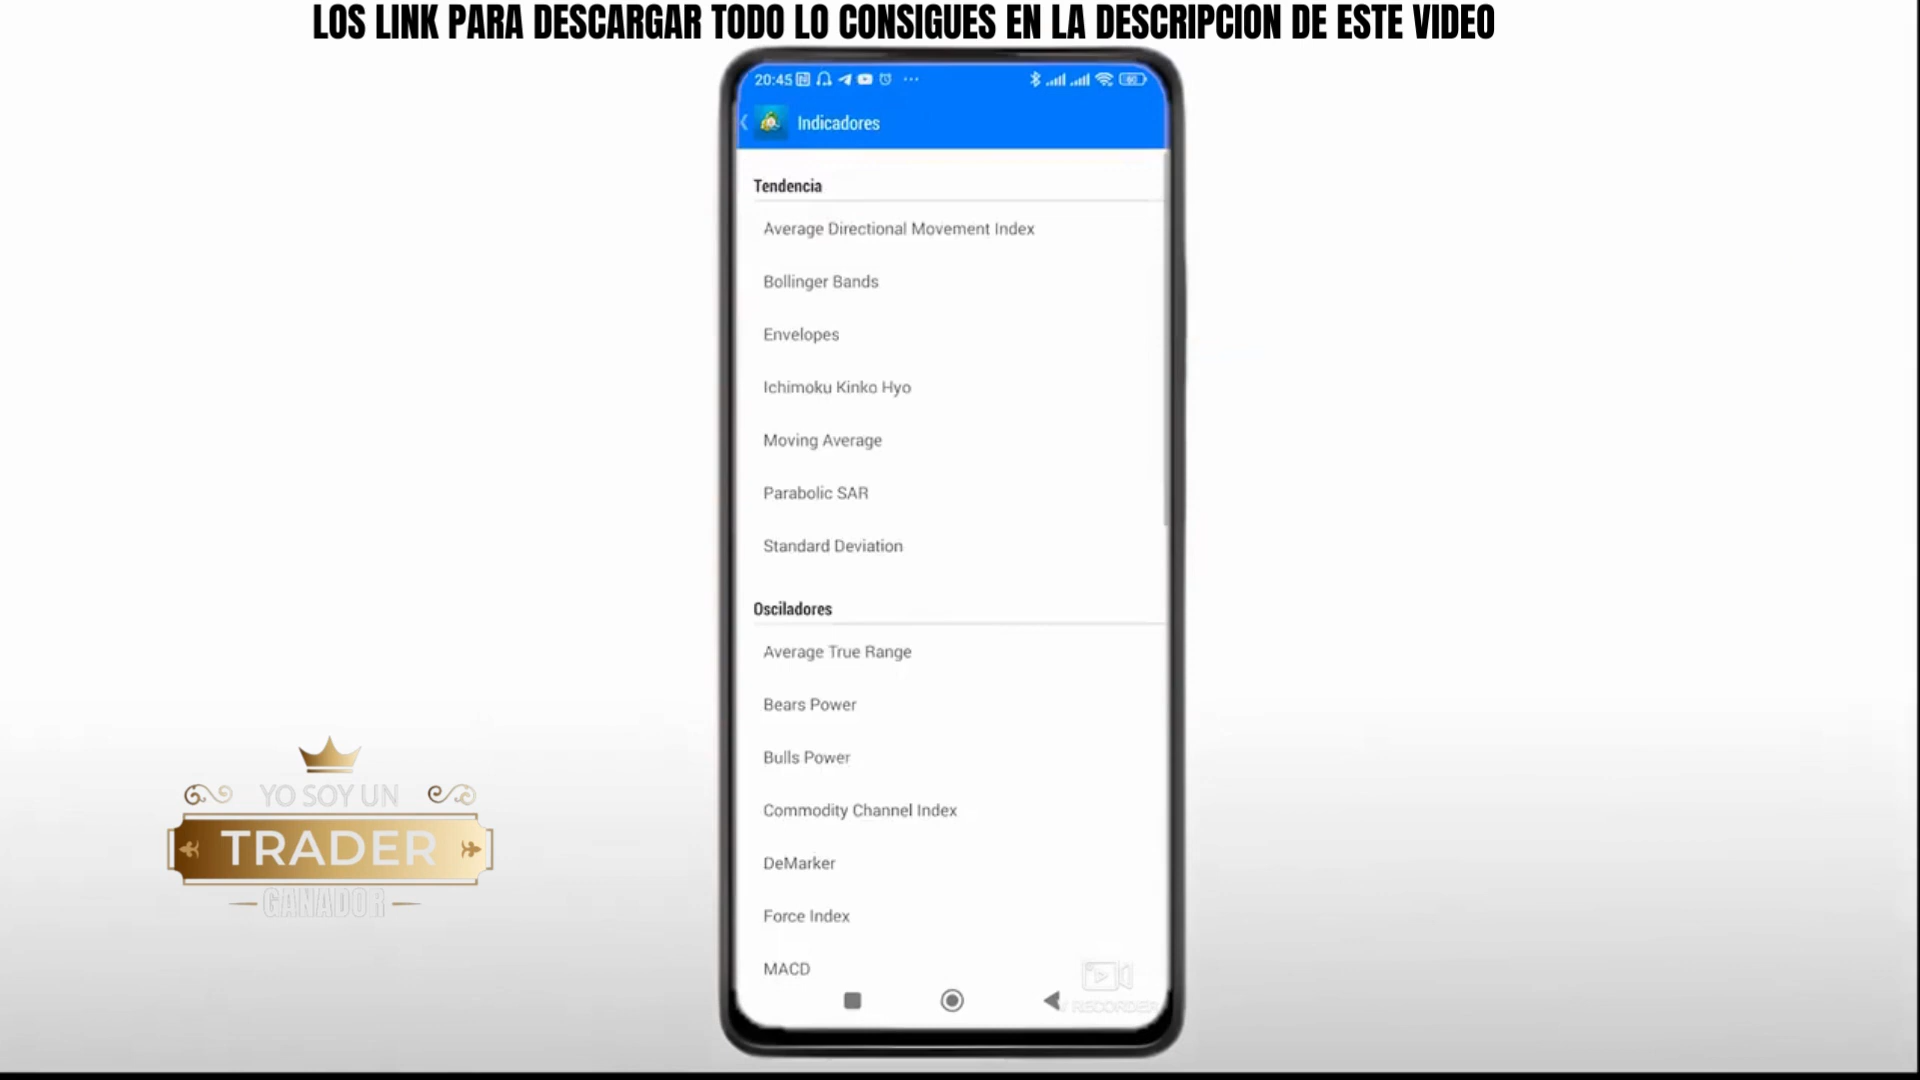 LOS LINK PARA DESCARGAR TODO LO CONSIGUES EN LA DESCRIPCION DE ESTE VIDEO
20:45
Indicadores
Tendencia
Average Directional Movement Index
Bollinger Bands
Envelopes
Ichimoku Kinko Hyo
Moving Average
Parabolic SAR
Standard Deviation
Osciladores
Average True Range
Bears Power
Bulls Power
Commodity Channel Index
DeMarker
Force Index
MACD
RECORDER
YO SOY UN
TRADER
GANADOR